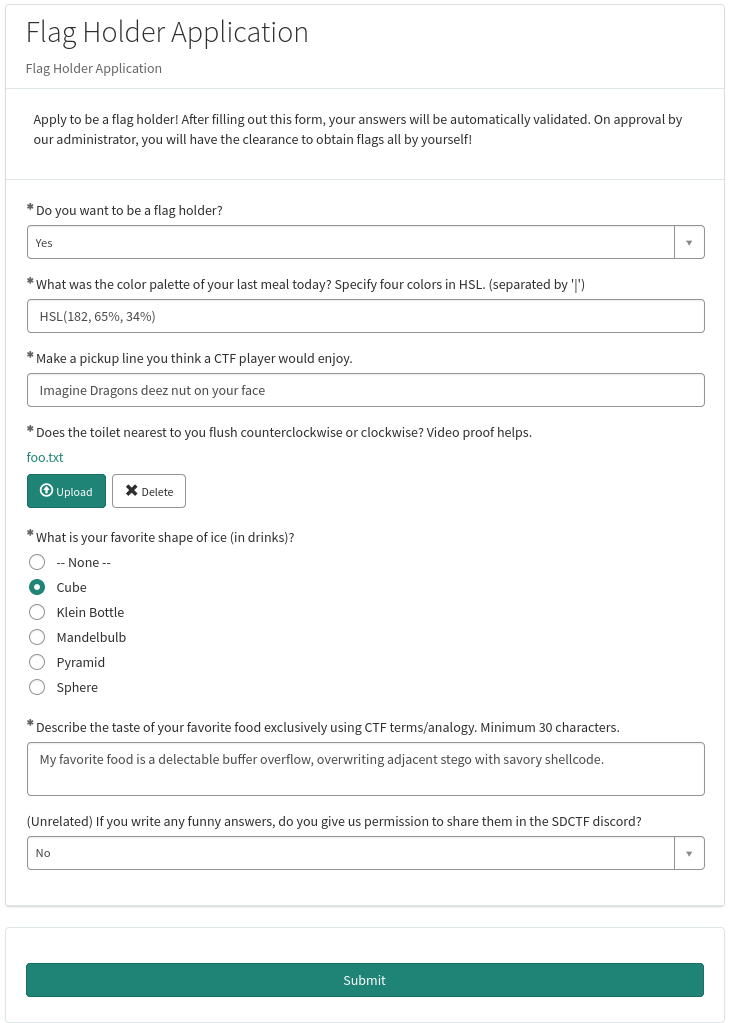 Flag Holder Application
Flag Holder Application
Apply to be a flag holder! After filling out this form, your answers will be automatically validated. On approval by
our administrator, you will have the clearance to obtain flags all by yourself!
* Do you want to be a flag holder?
Yes
* What was the color palette of your last meal today? Specify four colors in HSL. (separated by '|')
HSL(182, 65%, 34%)
* Make a pickup line you think a CTF player would enjoy.
Imagine Dragons deez nut on your face
* Does the toilet nearest to you flush counterclockwise or clockwise? Video proof helps.
foo.txt
Upload Delete
* What is your favorite shape of ice (in drinks)?
-- None --
Cube
Klein Bottle
Mandelbulb
Pyramid
Sphere
* Describe the taste of your favorite food exclusively using CTF terms/analogy. Minimum 30 characters.
My favorite food is a delectable buffer overflow, overwriting adjacent stego with savory shellcode.
(Unrelated) If you write any funny answers, do you give us permission to share them in the SDCTF discord?
No
Submit